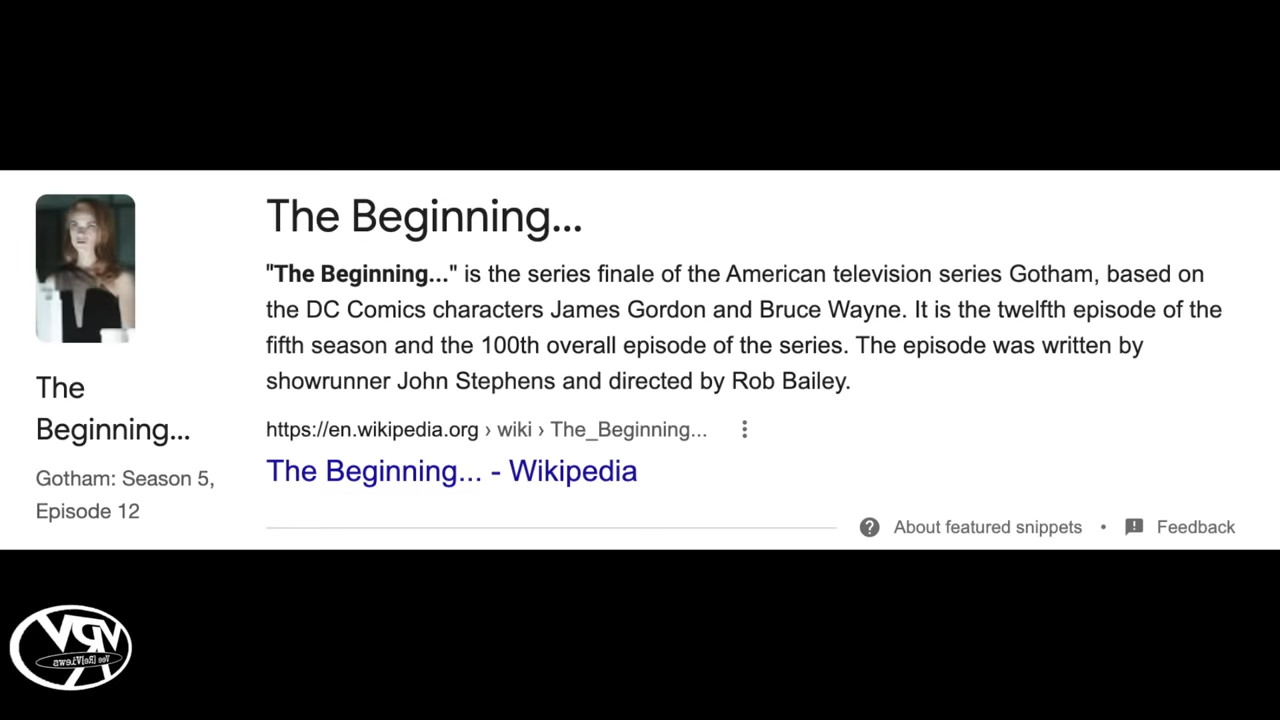 The Beginning...
"The Beginning..." is the series finale of the American television series Gotham, based on
the DC Comics characters James Gordon and Bruce Wayne. It is the twelfth episode of the
fifth season and the 100th overall episode of the series. The episode was written by
showrunner John Stephens and directed by Rob Bailey.
https://en.wikipedia.org › wiki › The_Beginning...
The Beginning... - Wikipedia
The
Beginning...
Gotham: Season 5,
Episode 12
About featured snippets • Feedback